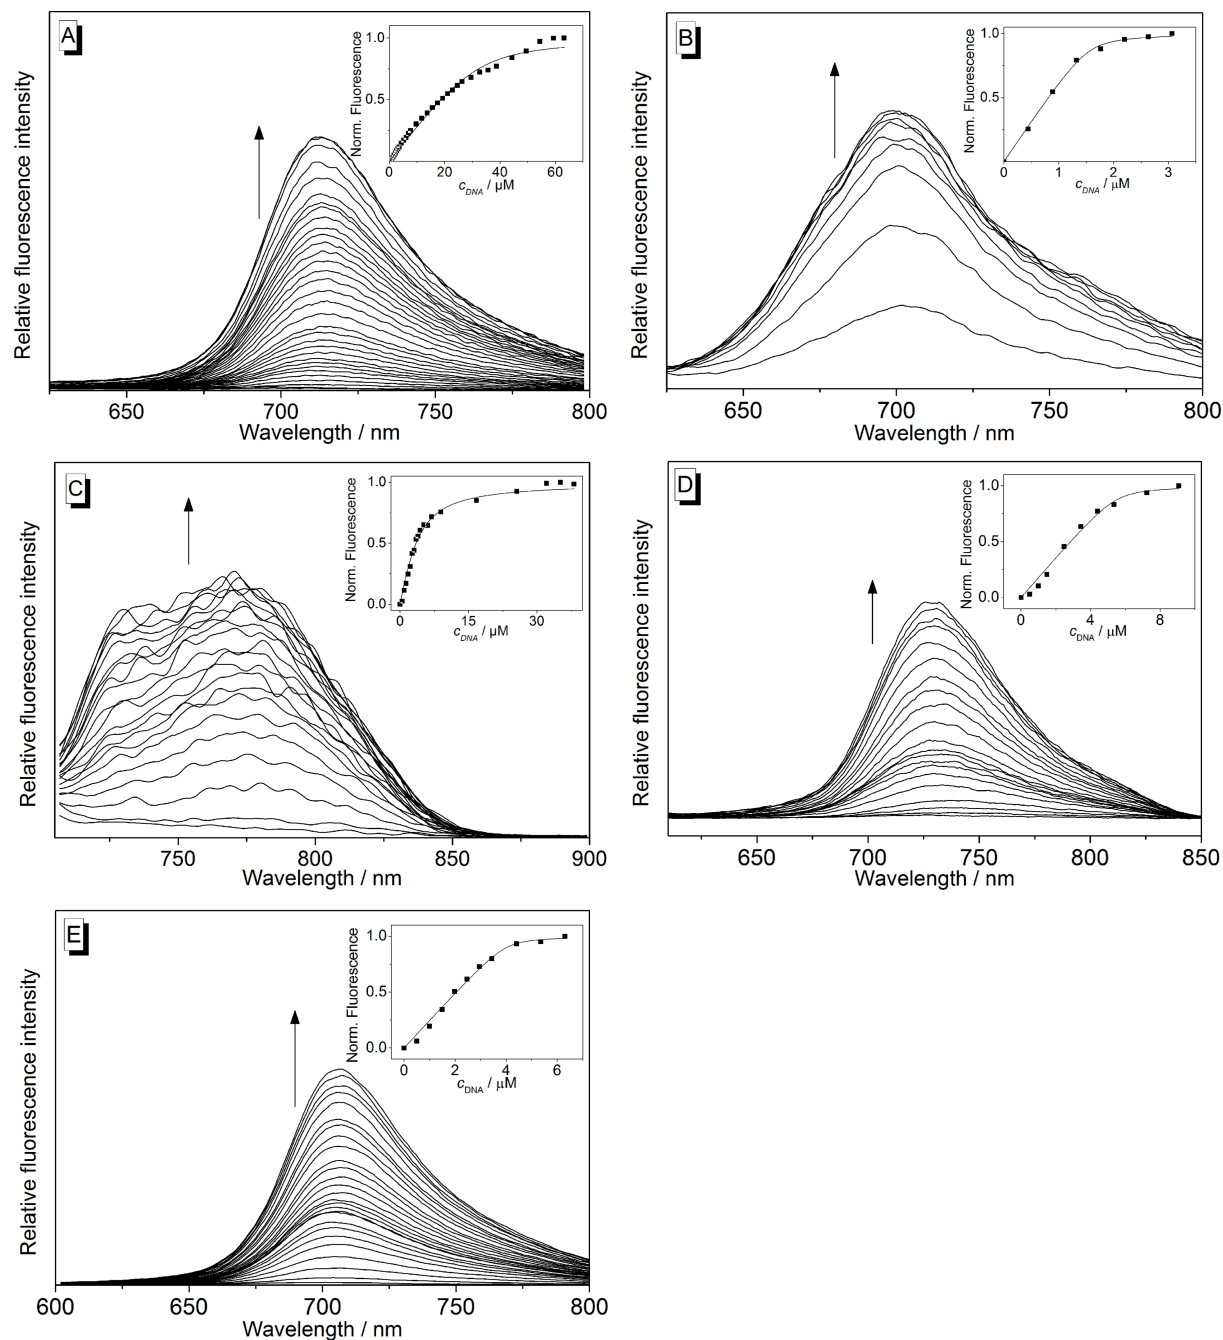 A
Relative fluorescence intensity
Norm. Fluorescence
1.0
0.5
0 20 40 60
c_DNA / µM
650 700 750 800
Wavelength / nm
B
Relative fluorescence intensity
Norm. Fluorescence
1.0
0.5
0 1 2 3
c_DNA / µM
650 700 750 800
Wavelength / nm
C
Relative fluorescence intensity
Norm. Fluorescence
1.0
0.5
0.0
0 15 30
c_DNA / µM
750 800 850 900
Wavelength / nm
D
Relative fluorescence intensity
Norm. Fluorescence
1.0
0.5
0.0
0 4 8
c_DNA / µM
650 700 750 800 850
Wavelength / nm
E
Relative fluorescence intensity
Norm. Fluorescence
1.0
0.5
0.0
0 2 4 6
c_DNA / µM
600 650 700 750 800
Wavelength / nm